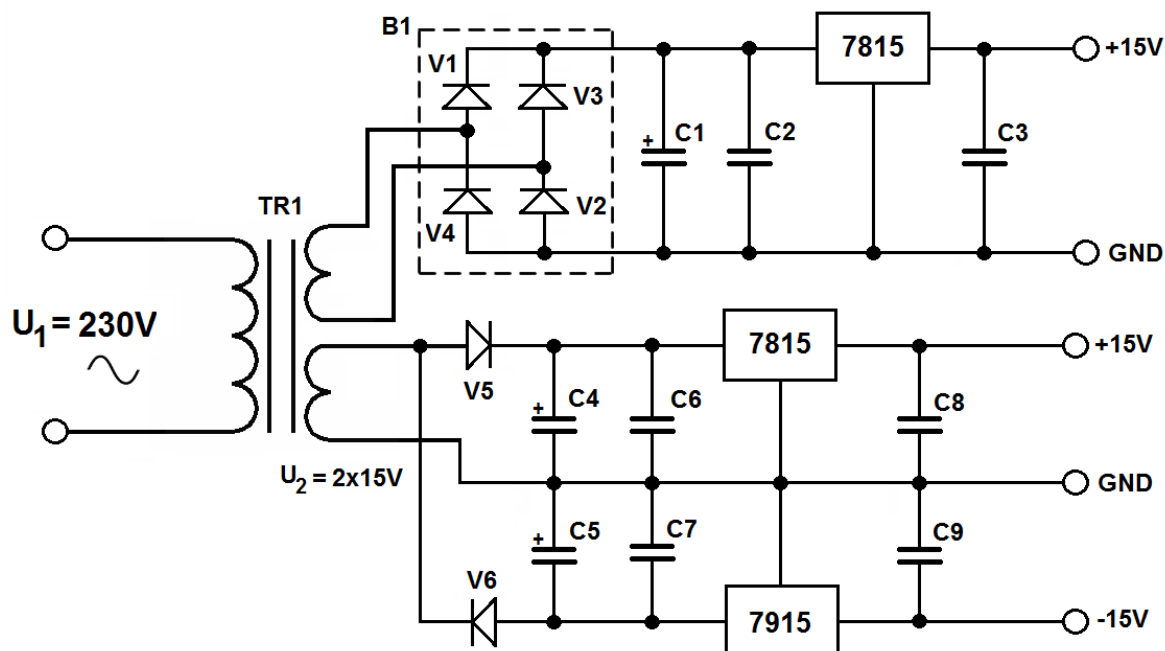 B1
7815
+15V
V1
V3
C1
C2
C3
+
TR1
V2
V4
GND
U1 = 230V
7815
+15V
V5
C4
C6
C8
+
U2 = 2x15V
GND
C5
C7
C9
+
V6
7915
-15V